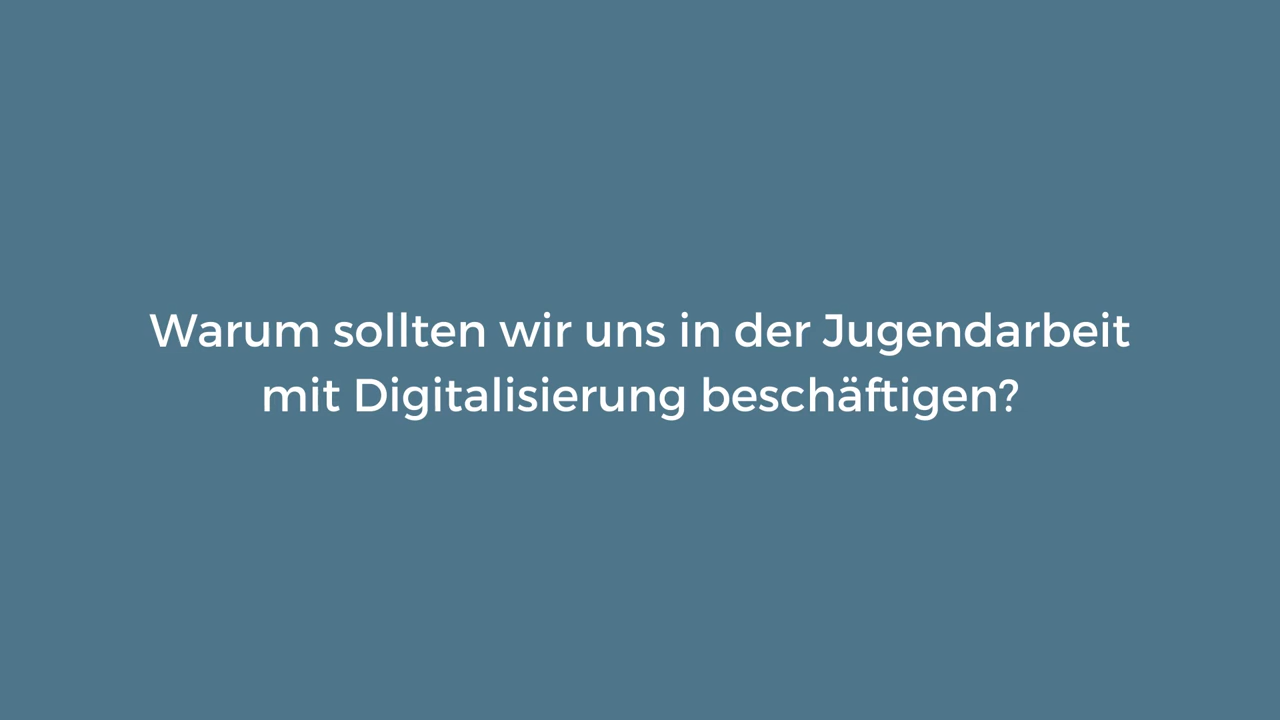 Warum sollten wir uns in der Jugendarbeit
mit Digitalisierung beschäftigen?